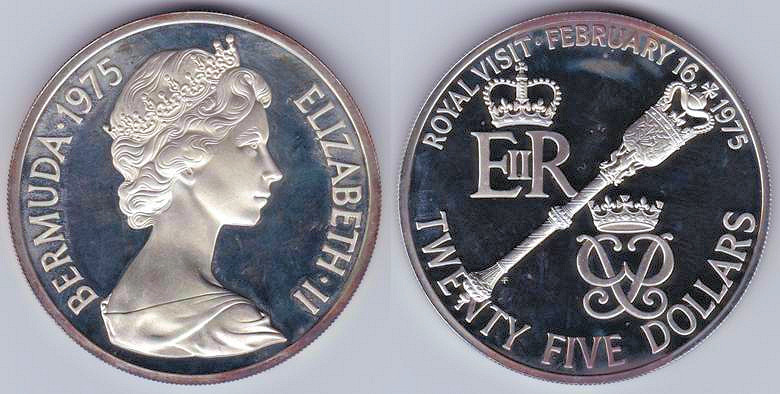 BERMUDA · 1975
ELIZABETH · II
ROYAL VISIT · FEBRUARY 16, 1975
EIIR
TWENTY FIVE DOLLARS